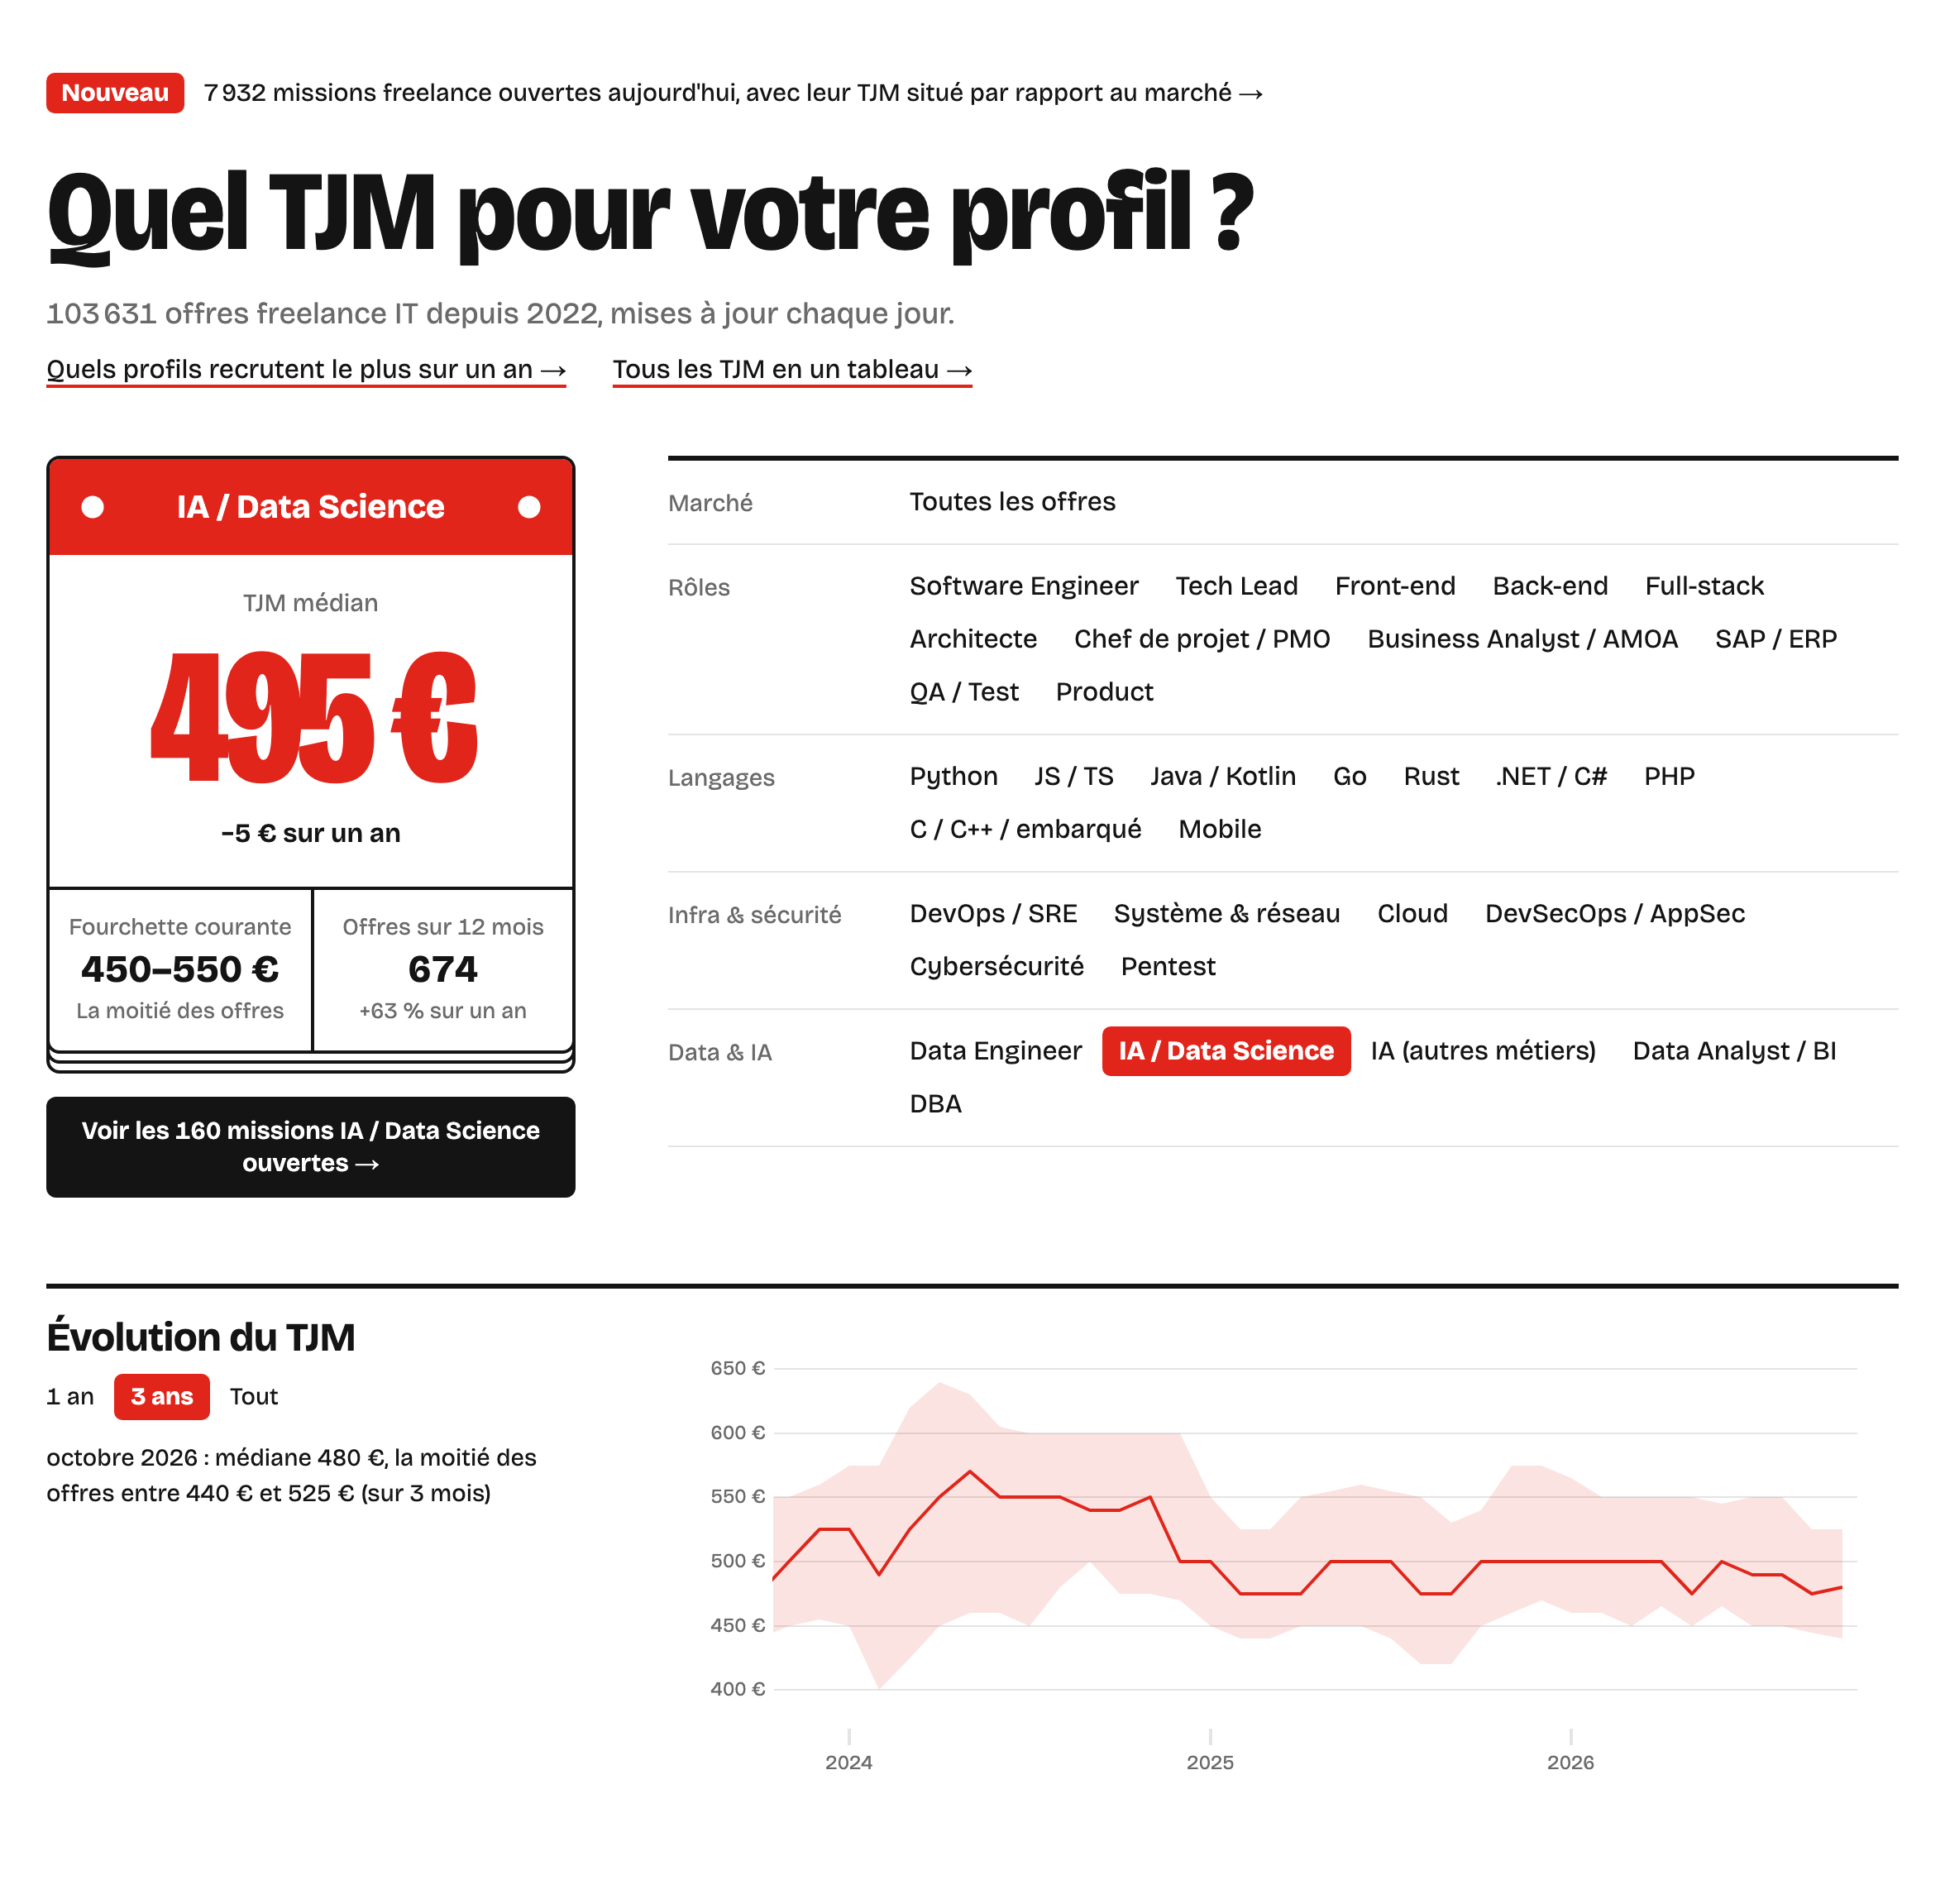 Nouveau 7 932 missions freelance ouvertes aujourd'hui, avec leur TJM situé par rapport au marché →
Quel TJM pour votre profil ?
103 631 offres freelance IT depuis 2022, mises à jour chaque jour.
Quels profils recrutent le plus sur un an → Tous les TJM en un tableau →
IA / Data Science
TJM médian
495 €
−5 € sur un an
Fourchette courante
450–550 €
La moitié des offres
Offres sur 12 mois
674
+63 % sur un an
Voir les 160 missions IA / Data Science
ouvertes →
Marché Toutes les offres
Rôles Software Engineer Tech Lead Front-end Back-end Full-stack
Architecte Chef de projet / PMO Business Analyst / AMOA SAP / ERP
QA / Test Product
Langages Python JS / TS Java / Kotlin Go Rust .NET / C# PHP
C / C++ / embarqué Mobile
Infra & sécurité DevOps / SRE Système & réseau Cloud DevSecOps / AppSec
Cybersécurité Pentest
Data & IA Data Engineer IA / Data Science IA (autres métiers) Data Analyst / BI
DBA
Évolution du TJM
1 an 3 ans Tout
octobre 2026 : médiane 480 €, la moitié des
offres entre 440 € et 525 € (sur 3 mois)
650 €
600 €
550 €
500 €
450 €
400 €
2024 2025 2026